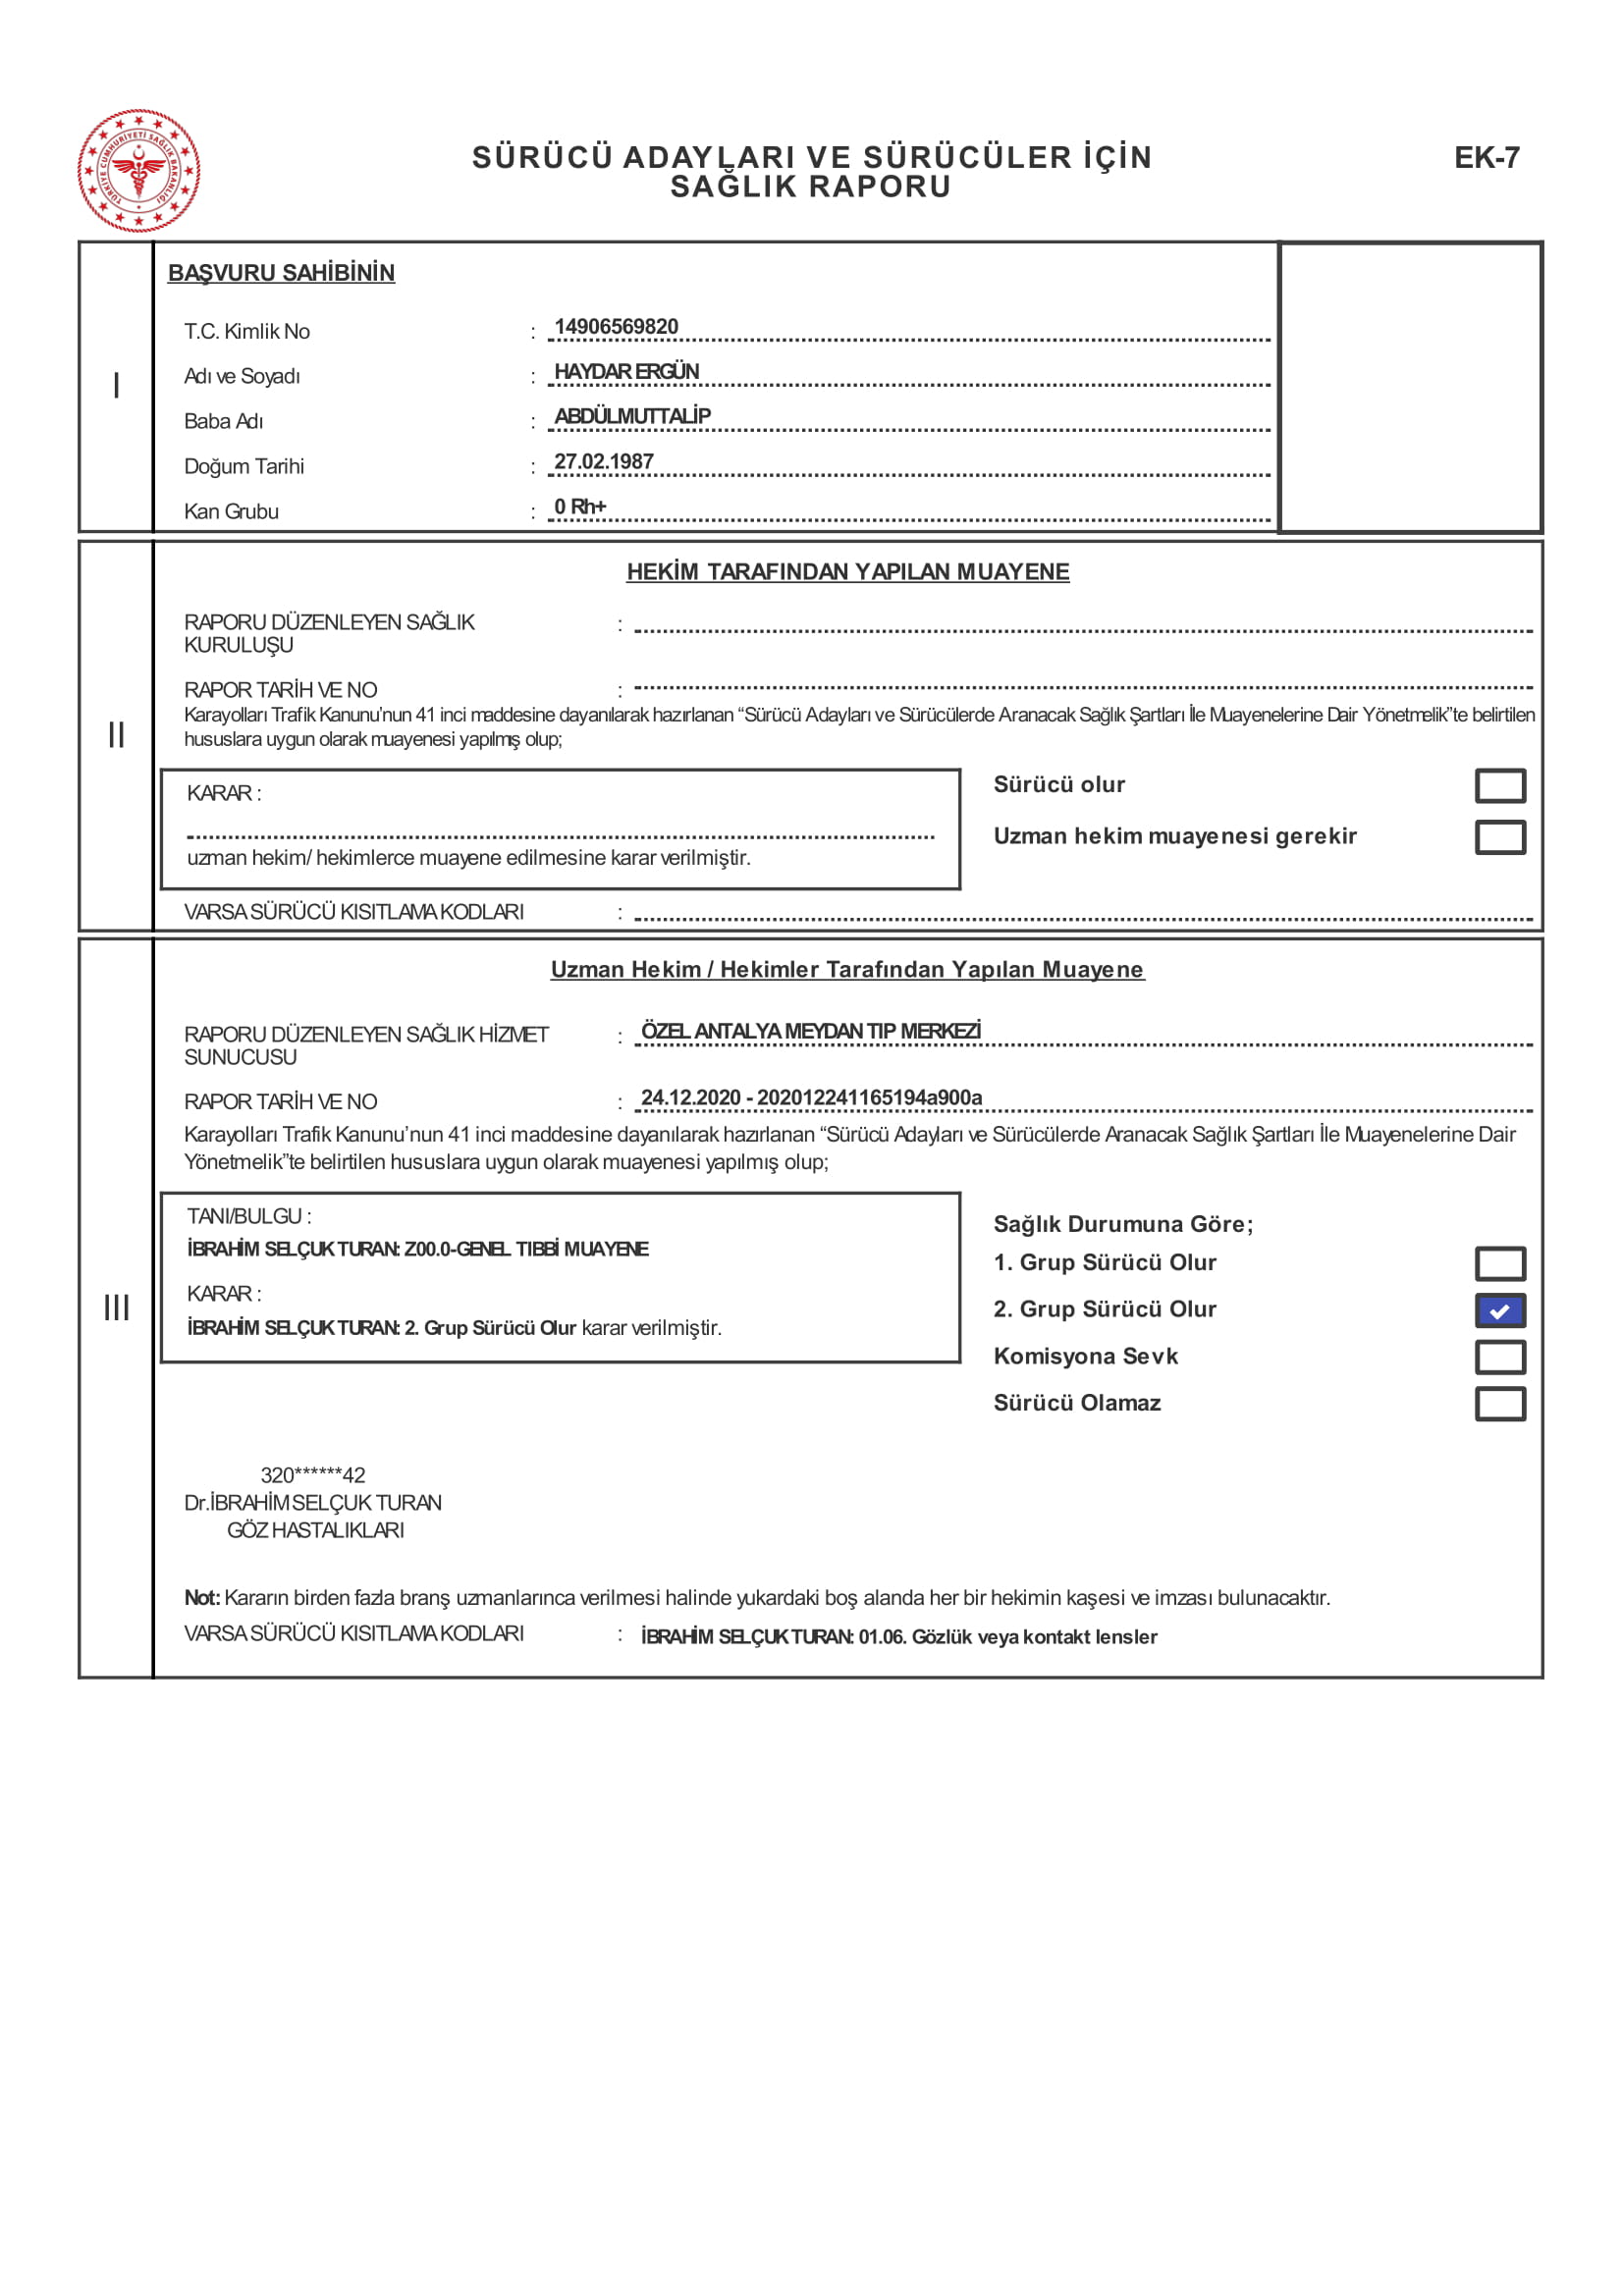 TÜRKİYE CUMHURİYETİ SAĞLIK BAKANLIĞI
SÜRÜCÜ ADAYLARI VE SÜRÜCÜLER İÇİN
SAĞLIK RAPORU
EK-7
I
BAŞVURU SAHİBİNİN
T.C. Kimlik No : 14906569820
Adı ve Soyadı : HAYDAR ERGÜN
Baba Adı : ABDÜLMUTTALİP
Doğum Tarihi : 27.02.1987
Kan Grubu : 0 Rh+
II
HEKİM TARAFINDAN YAPILAN MUAYENE
RAPORU DÜZENLEYEN SAĞLIK :
KURULUŞU
RAPOR TARİH VE NO :
Karayolları Trafik Kanunu’nun 41 inci maddesine dayanılarak hazırlanan “Sürücü Adayları ve Sürücülerde Aranacak Sağlık Şartları İle Muayenelerine Dair Yönetmelik”te belirtilen
hususlara uygun olarak muayenesi yapılmış olup;
KARAR :
uzman hekim/ hekimlerce muayene edilmesine karar verilmiştir.
Sürücü olur
Uzman hekim muayenesi gerekir
VARSA SÜRÜCÜ KISITLAMA KODLARI :
III
Uzman Hekim / Hekimler Tarafından Yapılan Muayene
RAPORU DÜZENLEYEN SAĞLIK HİZMET : ÖZEL ANTALYA MEYDAN TIP MERKEZİ
SUNUCUSU
RAPOR TARİH VE NO : 24.12.2020 - 202012241165194a900a
Karayolları Trafik Kanunu’nun 41 inci maddesine dayanılarak hazırlanan “Sürücü Adayları ve Sürücülerde Aranacak Sağlık Şartları İle Muayenelerine Dair
Yönetmelik”te belirtilen hususlara uygun olarak muayenesi yapılmış olup;
TANI/BULGU :
İBRAHİM SELÇUK TURAN: Z00.0-GENEL TIBBİ MUAYENE
KARAR :
İBRAHİM SELÇUK TURAN: 2. Grup Sürücü Olur karar verilmiştir.
Sağlık Durumuna Göre;
1. Grup Sürücü Olur
2. Grup Sürücü Olur
Komisyona Sevk
Sürücü Olamaz
320******42
Dr.İBRAHİM SELÇUK TURAN
GÖZ HASTALIKLARI
Not: Kararın birden fazla branş uzmanlarınca verilmesi halinde yukardaki boş alanda her bir hekimin kaşesi ve imzası bulunacaktır.
VARSA SÜRÜCÜ KISITLAMA KODLARI : İBRAHİM SELÇUK TURAN: 01.06. Gözlük veya kontakt lensler